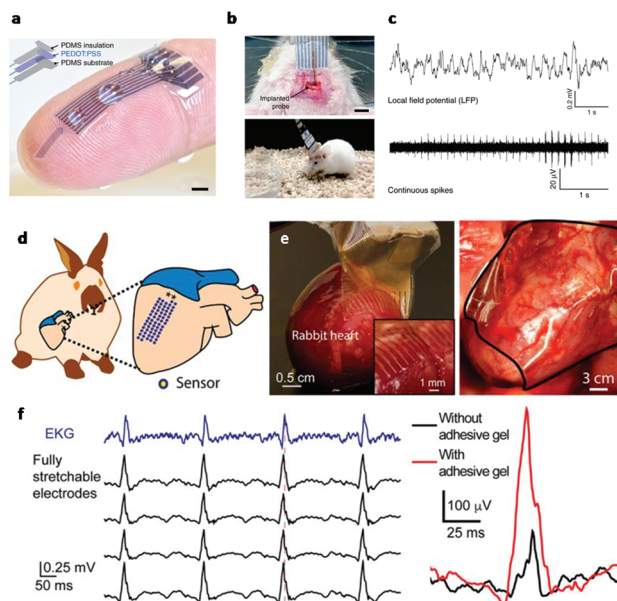 a
PDMS insulation
PEDOT:PSS
PDMS substrate
b
Implanted
probe
c
Local field potential (LFP)
0.2 mV
1 s
Continuous spikes
20 µV
1 s
d
Sensor
e
Rabbit heart
0.5 cm
1 mm
3 cm
f
EKG
Fully
stretchable
electrodes
0.25 mV
50 ms
Without
adhesive gel
With
adhesive gel
100 µV
25 ms